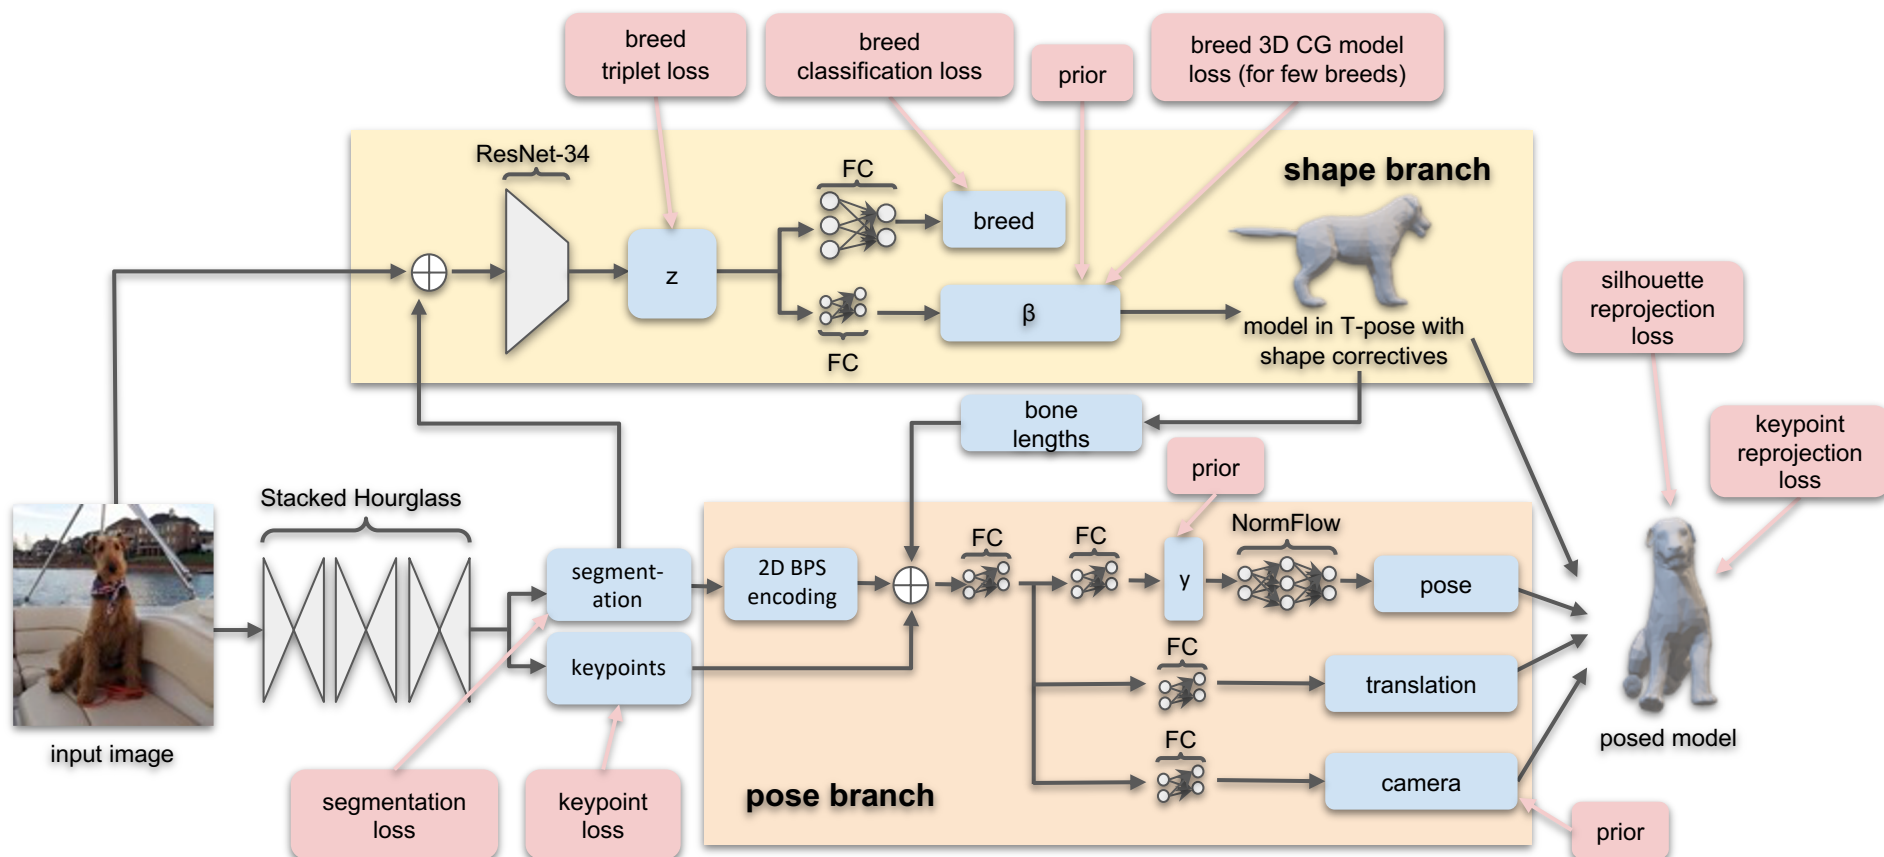 breed
triplet loss
breed
classification loss
prior
breed 3D CG model
loss (for few breeds)
shape branch
ResNet-34
FC
z
breed
β
FC
model in T-pose with
shape correctives
silhouette
reprojection
loss
bone
lengths
keypoint
reprojection
loss
prior
Stacked Hourglass
segment-
ation
2D BPS
encoding
FC
FC
y
NormFlow
pose
keypoints
FC
translation
FC
camera
input image
posed model
pose branch
segmentation
loss
keypoint
loss
prior